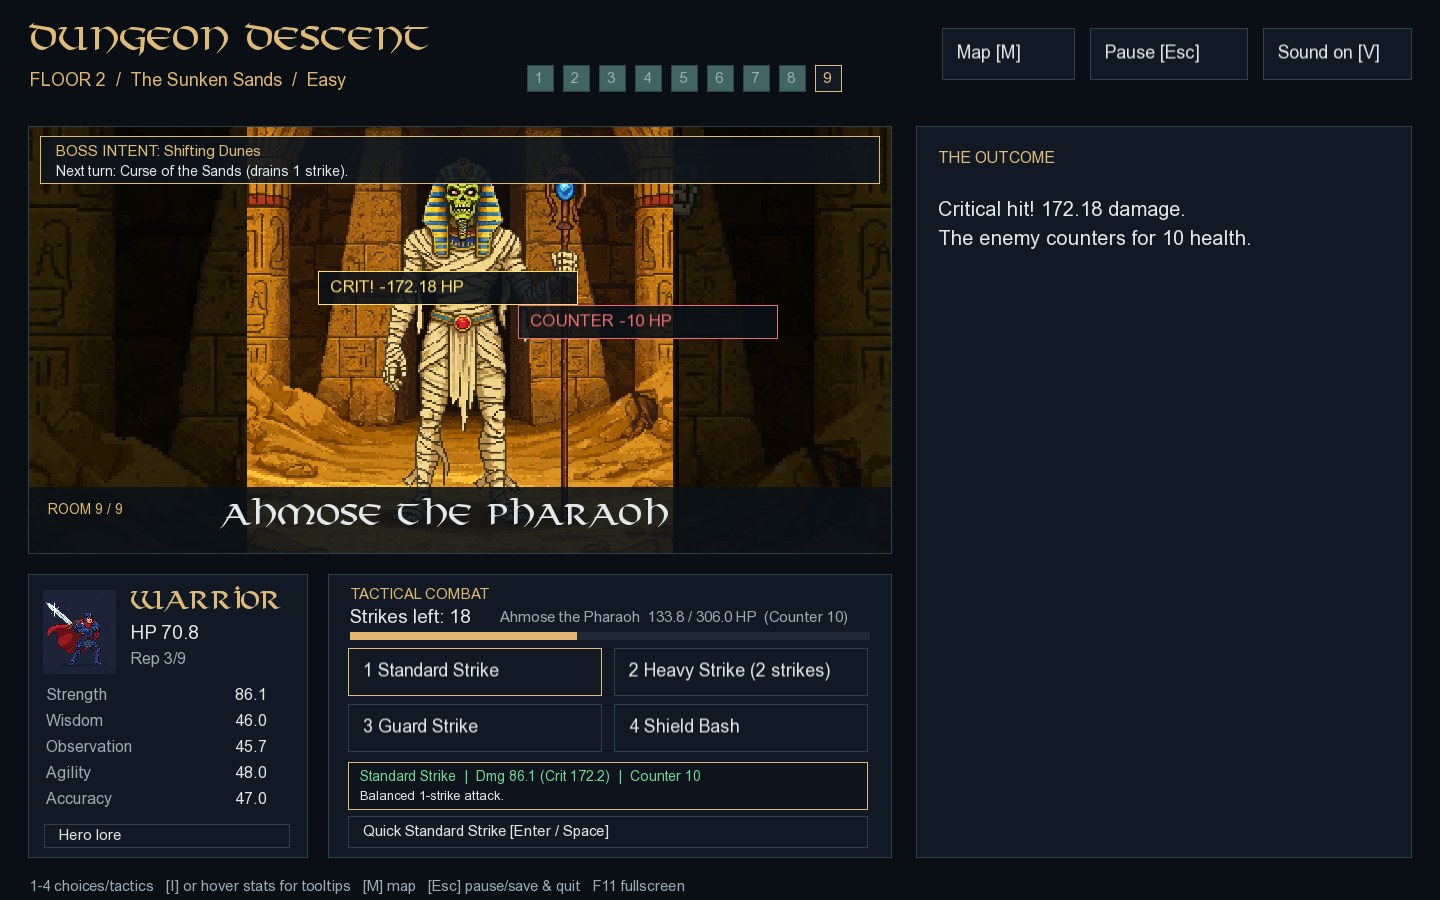 Dungeon Descent
FLOOR 2 / The Sunken Sands / Easy
1 2 3 4 5 6 7 8 9
Map [M]
Pause [Esc]
Sound on [V]
BOSS INTENT: Shifting Dunes
Next turn: Curse of the Sands (drains 1 strike).
CRIT! -172.18 HP
COUNTER -10 HP
ROOM 9 / 9
Ahmose the Pharaoh
THE OUTCOME
Critical hit! 172.18 damage.
The enemy counters for 10 health.
Warrior
HP 70.8
Rep 3/9
Strength 86.1
Wisdom 46.0
Observation 45.7
Agility 48.0
Accuracy 47.0
Hero lore
TACTICAL COMBAT
Strikes left: 18 Ahmose the Pharaoh 133.8 / 306.0 HP (Counter 10)
1 Standard Strike
2 Heavy Strike (2 strikes)
3 Guard Strike
4 Shield Bash
Standard Strike | Dmg 86.1 (Crit 172.2) | Counter 10
Balanced 1-strike attack.
Quick Standard Strike [Enter / Space]
1-4 choices/tactics [I] or hover stats for tooltips [M] map [Esc] pause/save & quit F11 fullscreen